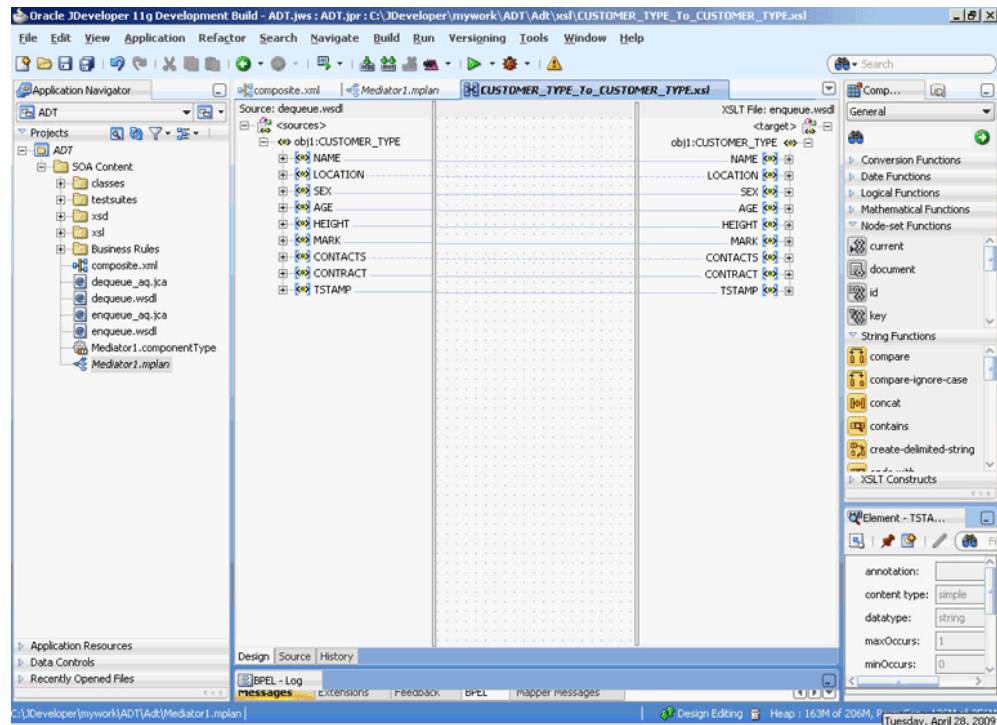 Oracle JDeveloper 11g Development Build - ADT.jws : ADT.jpr : C:\JDeveloper\mywork\ADT\Adt\xsl\CUSTOMER_TYPE_To_CUSTOMER_TYPE.xsl
File Edit View Application Refactor Search Navigate Build Run Versioning Tools Window Help
Search
Application Navigator
composite.xml
Mediator1.mplan
CUSTOMER_TYPE_To_CUSTOMER_TYPE.xsl
Comp...
ADT
Source: dequeue.wsdl
XSLT File: enqueue.wsdl
General
Projects
<sources>
<target>
ADT
obj1:CUSTOMER_TYPE
obj1:CUSTOMER_TYPE
SOA Content
NAME
NAME
Conversion Functions
classes
LOCATION
LOCATION
Date Functions
testsuites
SEX
SEX
Logical Functions
xsd
AGE
AGE
Mathematical Functions
xsl
HEIGHT
HEIGHT
Node-set Functions
Business Rules
MARK
MARK
current
composite.xml
CONTACTS
CONTACTS
document
dequeue_aq.jca
CONTRACT
CONTRACT
id
dequeue.wsdl
TSTAMP
TSTAMP
key
enqueue_aq.jca
enqueue.wsdl
String Functions
Mediator1.componentType
compare
Mediator1.mplan
compare-ignore-case
concat
contains
create-delimited-string
XSLT Constructs
Element - TSTA...
annotation:
content type: simple
datatype: string
maxOccurs: 1
minOccurs: 0
Application Resources
Data Controls
Recently Opened Files
Design Source History
BPEL - Log
Messages Extensions Feedback BPEL Mapper Messages
C:\JDeveloper\mywork\ADT\Adt\Mediator1.mplan
Design Editing
Heap : 163M of 206M,
Tuesday, April 28, 200